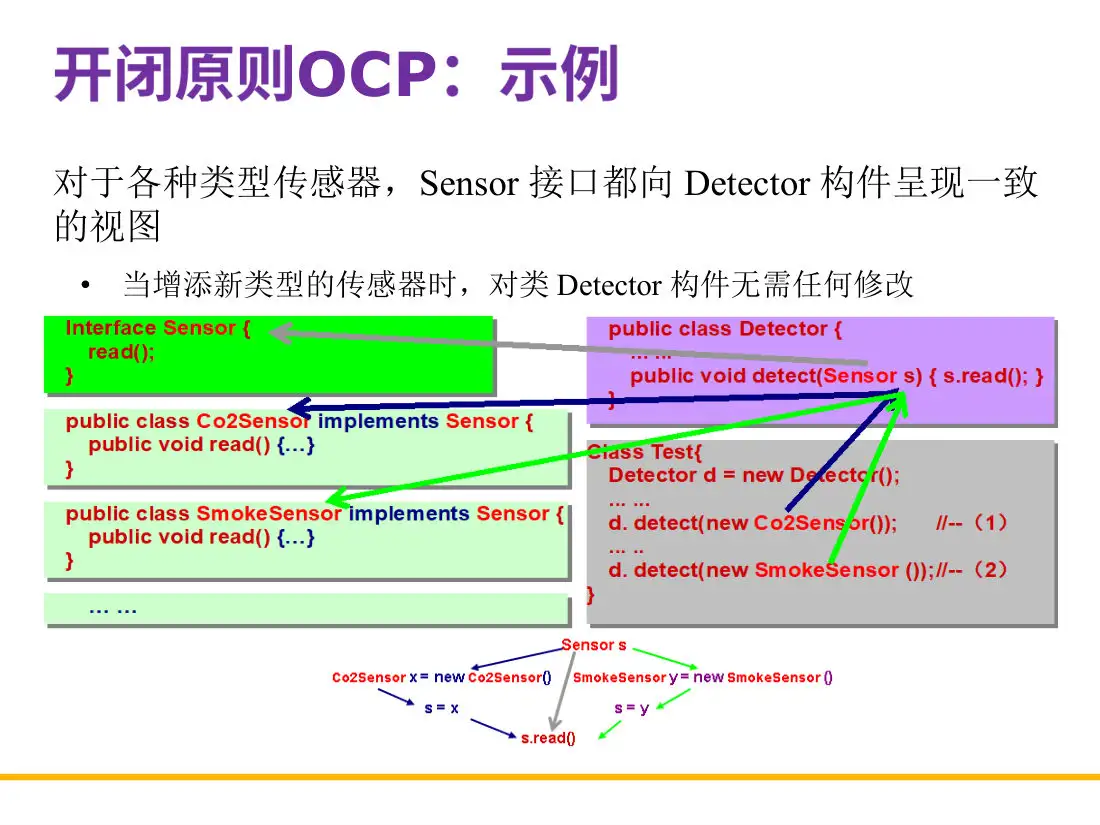 开闭原则OCP：示例
对于各种类型传感器，Sensor 接口都向 Detector 构件呈现一致
的视图
• 当增添新类型的传感器时，对类 Detector 构件无需任何修改
Interface Sensor {
read();
}
public class Co2Sensor implements Sensor {
public void read() {…}
}
public class SmokeSensor implements Sensor {
public void read() {…}
}
… …
public class Detector {
... ...
public void detect(Sensor s) { s.read(); }
}
Class Test{
Detector d = new Detector();
... ...
d. detect(new Co2Sensor()); //--（1）
... ..
d. detect(new SmokeSensor ());//--（2）
}
Sensor s
Co2Sensor x = new Co2Sensor() SmokeSensor y = new SmokeSensor ()
s = x s = y
s.read()